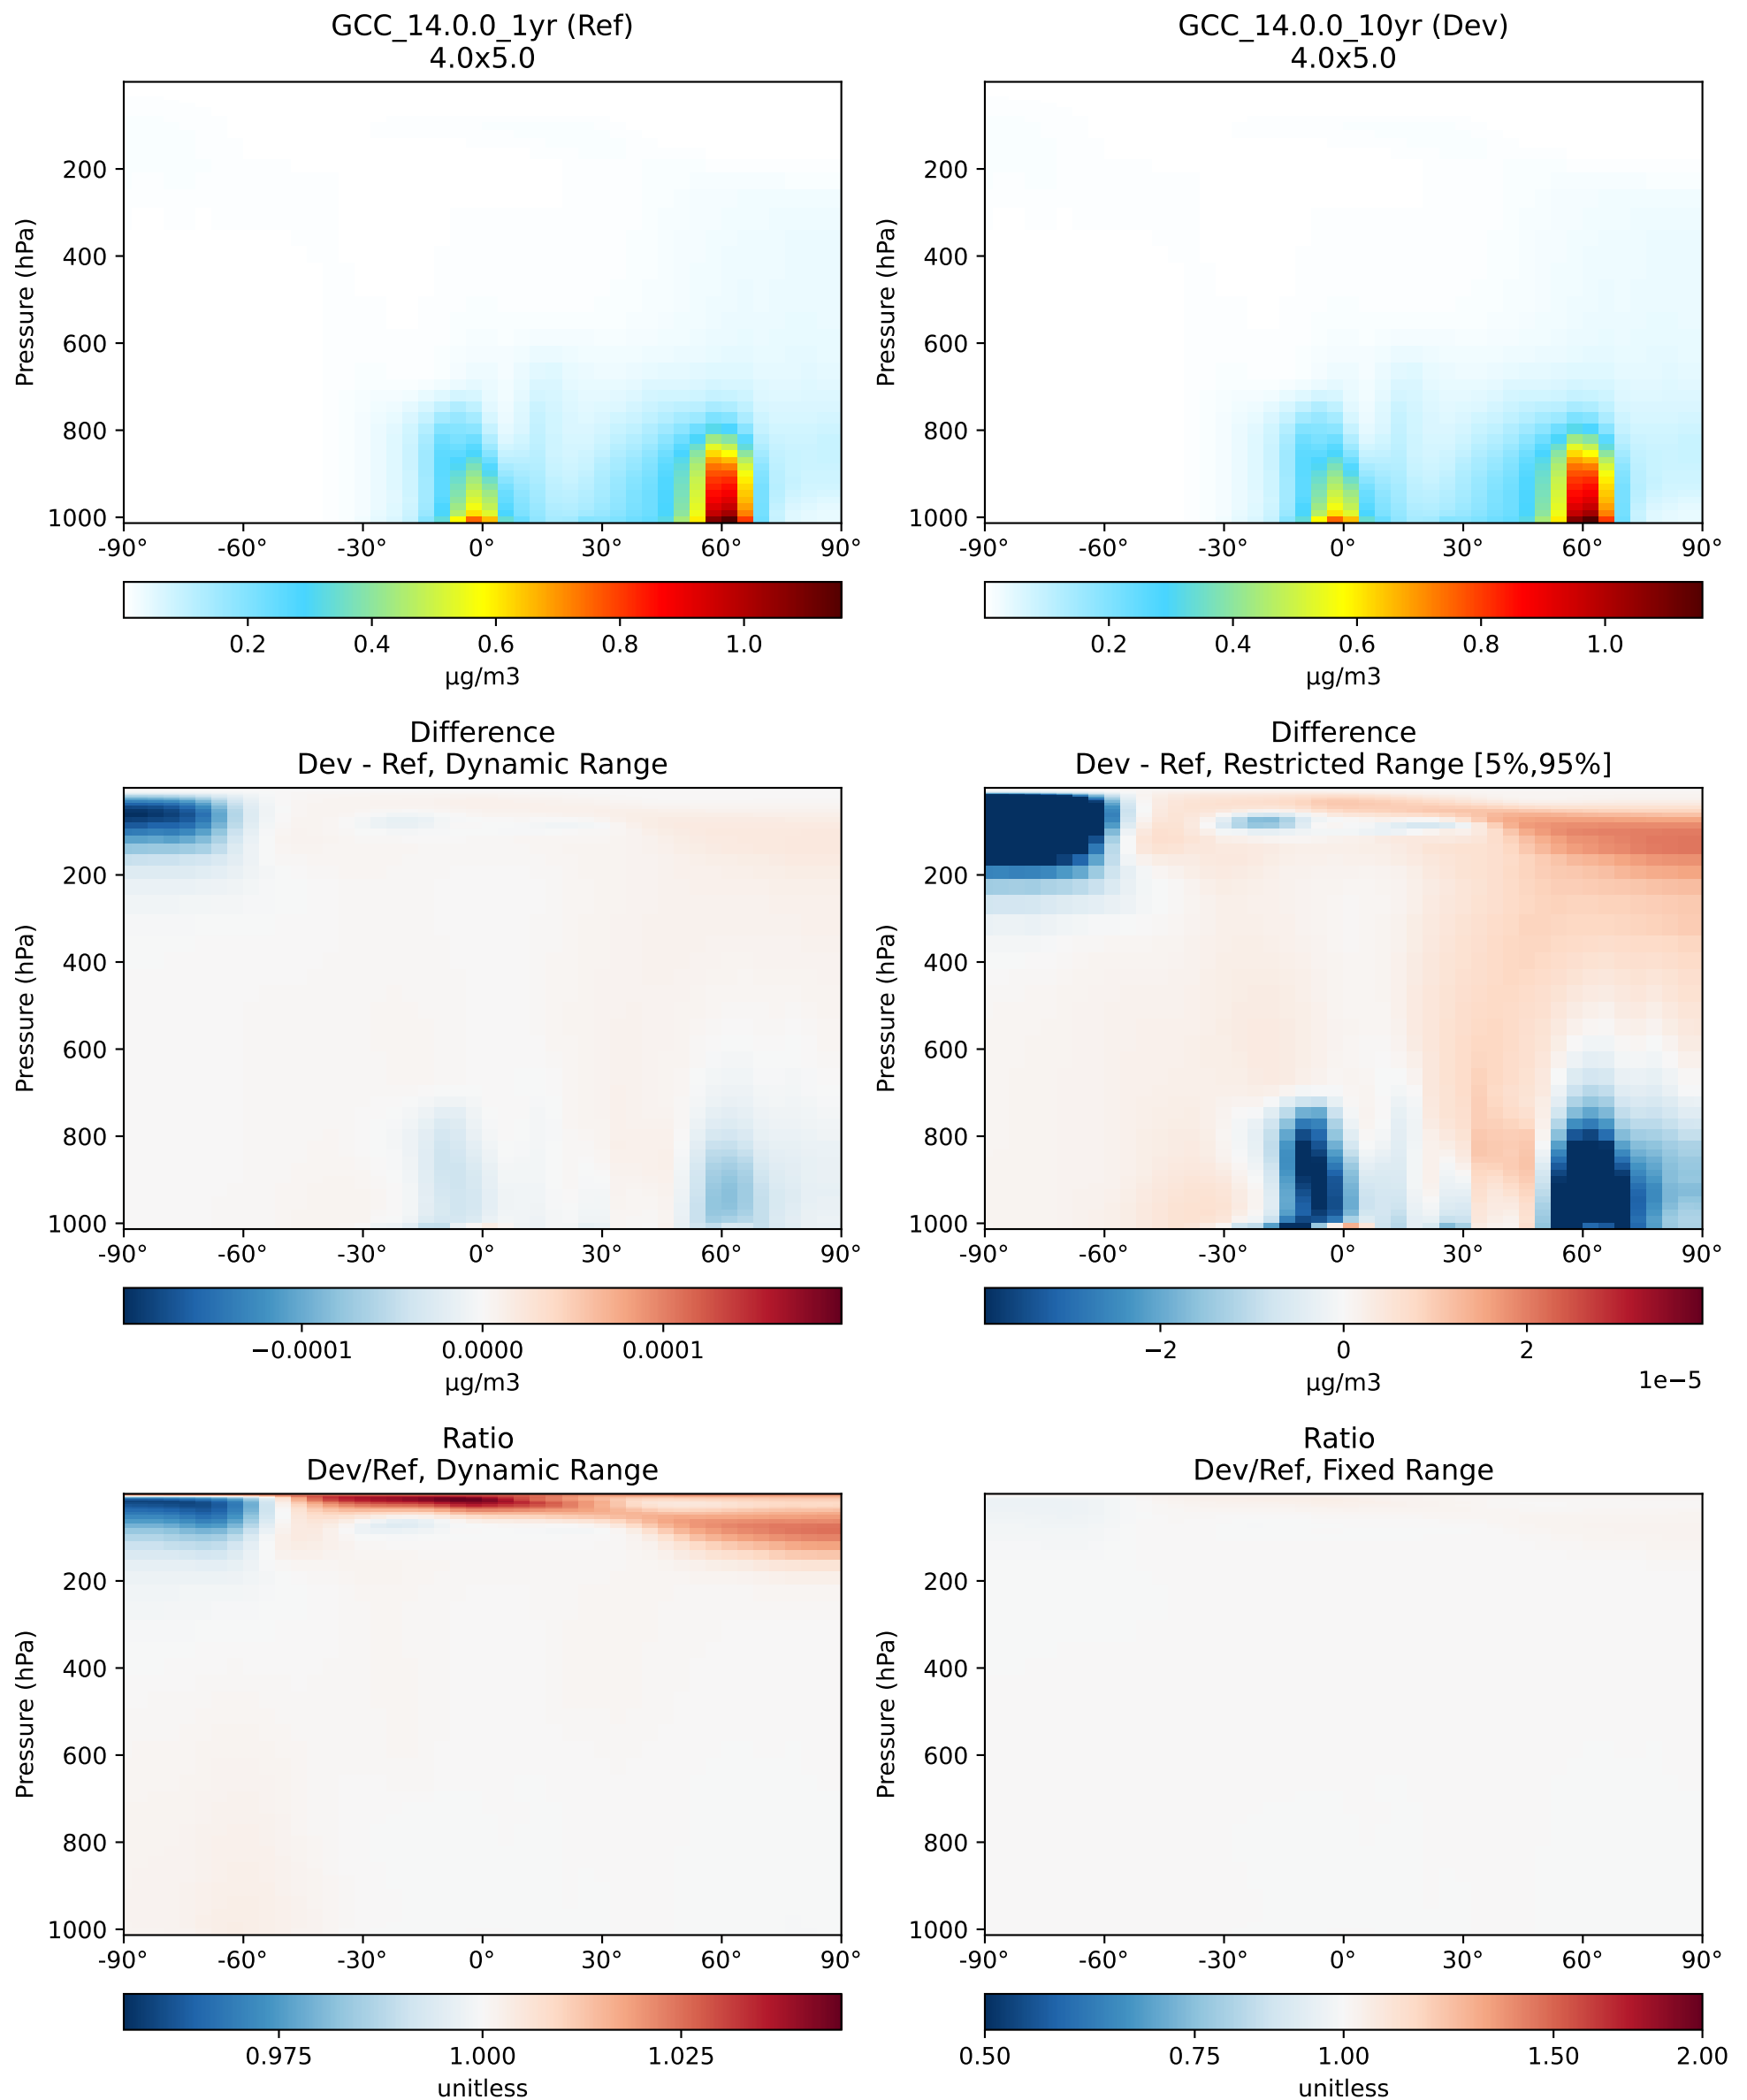 GCC_14.0.0_1yr (Ref)
4.0x5.0
Pressure (hPa)
200
400
600
800
1000
-90° -60° -30° 0° 30° 60° 90°
0.2 0.4 0.6 0.8 1.0
μg/m3
GCC_14.0.0_10yr (Dev)
4.0x5.0
Pressure (hPa)
200
400
600
800
1000
-90° -60° -30° 0° 30° 60° 90°
0.2 0.4 0.6 0.8 1.0
μg/m3
Difference
Dev - Ref, Dynamic Range
Pressure (hPa)
200
400
600
800
1000
-90° -60° -30° 0° 30° 60° 90°
−0.0001 0.0000 0.0001
μg/m3
Difference
Dev - Ref, Restricted Range [5%,95%]
Pressure (hPa)
200
400
600
800
1000
-90° -60° -30° 0° 30° 60° 90°
−2 0 2
1e−5
μg/m3
Ratio
Dev/Ref, Dynamic Range
Pressure (hPa)
200
400
600
800
1000
-90° -60° -30° 0° 30° 60° 90°
0.975 1.000 1.025
unitless
Ratio
Dev/Ref, Fixed Range
Pressure (hPa)
200
400
600
800
1000
-90° -60° -30° 0° 30° 60° 90°
0.50 0.75 1.00 1.50 2.00
unitless